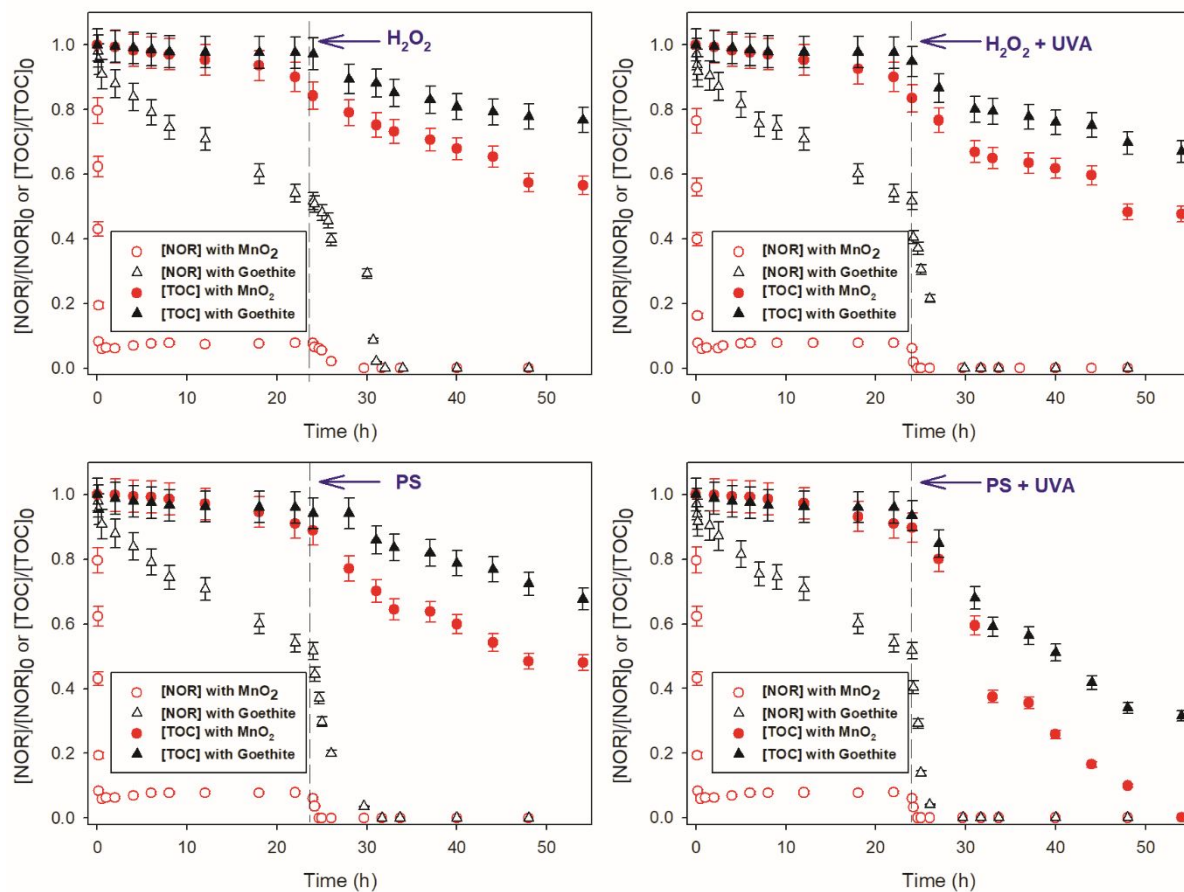 H₂O₂
[NOR]/[NOR]₀ or [TOC]/[TOC]₀
1.0
0.8
0.6
0.4
0.2
0.0
[NOR] with MnO₂
[NOR] with Goethite
[TOC] with MnO₂
[TOC] with Goethite
0 10 20 30 40 50
Time (h)
H₂O₂ + UVA
[NOR]/[NOR]₀ or [TOC]/[TOC]₀
1.0
0.8
0.6
0.4
0.2
0.0
[NOR] with MnO₂
[NOR] with Goethite
[TOC] with MnO₂
[TOC] with Goethite
0 10 20 30 40 50
Time (h)
PS
[NOR]/[NOR]₀ or [TOC]/[TOC]₀
1.0
0.8
0.6
0.4
0.2
0.0
[NOR] with MnO₂
[NOR] with Goethite
[TOC] with MnO₂
[TOC] with Goethite
0 10 20 30 40 50
Time (h)
PS + UVA
[NOR]/[NOR]₀ or [TOC]/[TOC]₀
1.0
0.8
0.6
0.4
0.2
0.0
[NOR] with MnO₂
[NOR] with Goethite
[TOC] with MnO₂
[TOC] with Goethite
0 10 20 30 40 50
Time (h)